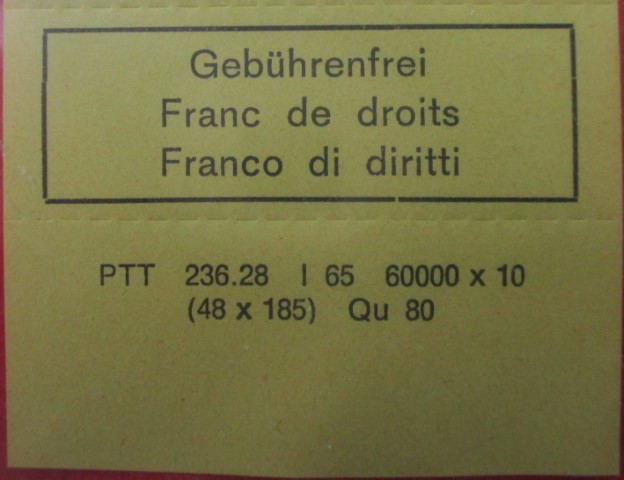 Gebührenfrei
Franc de droits
Franco di diritti
PTT 236.28 I 65 60000 x 10
(48 x 185) Qu 80